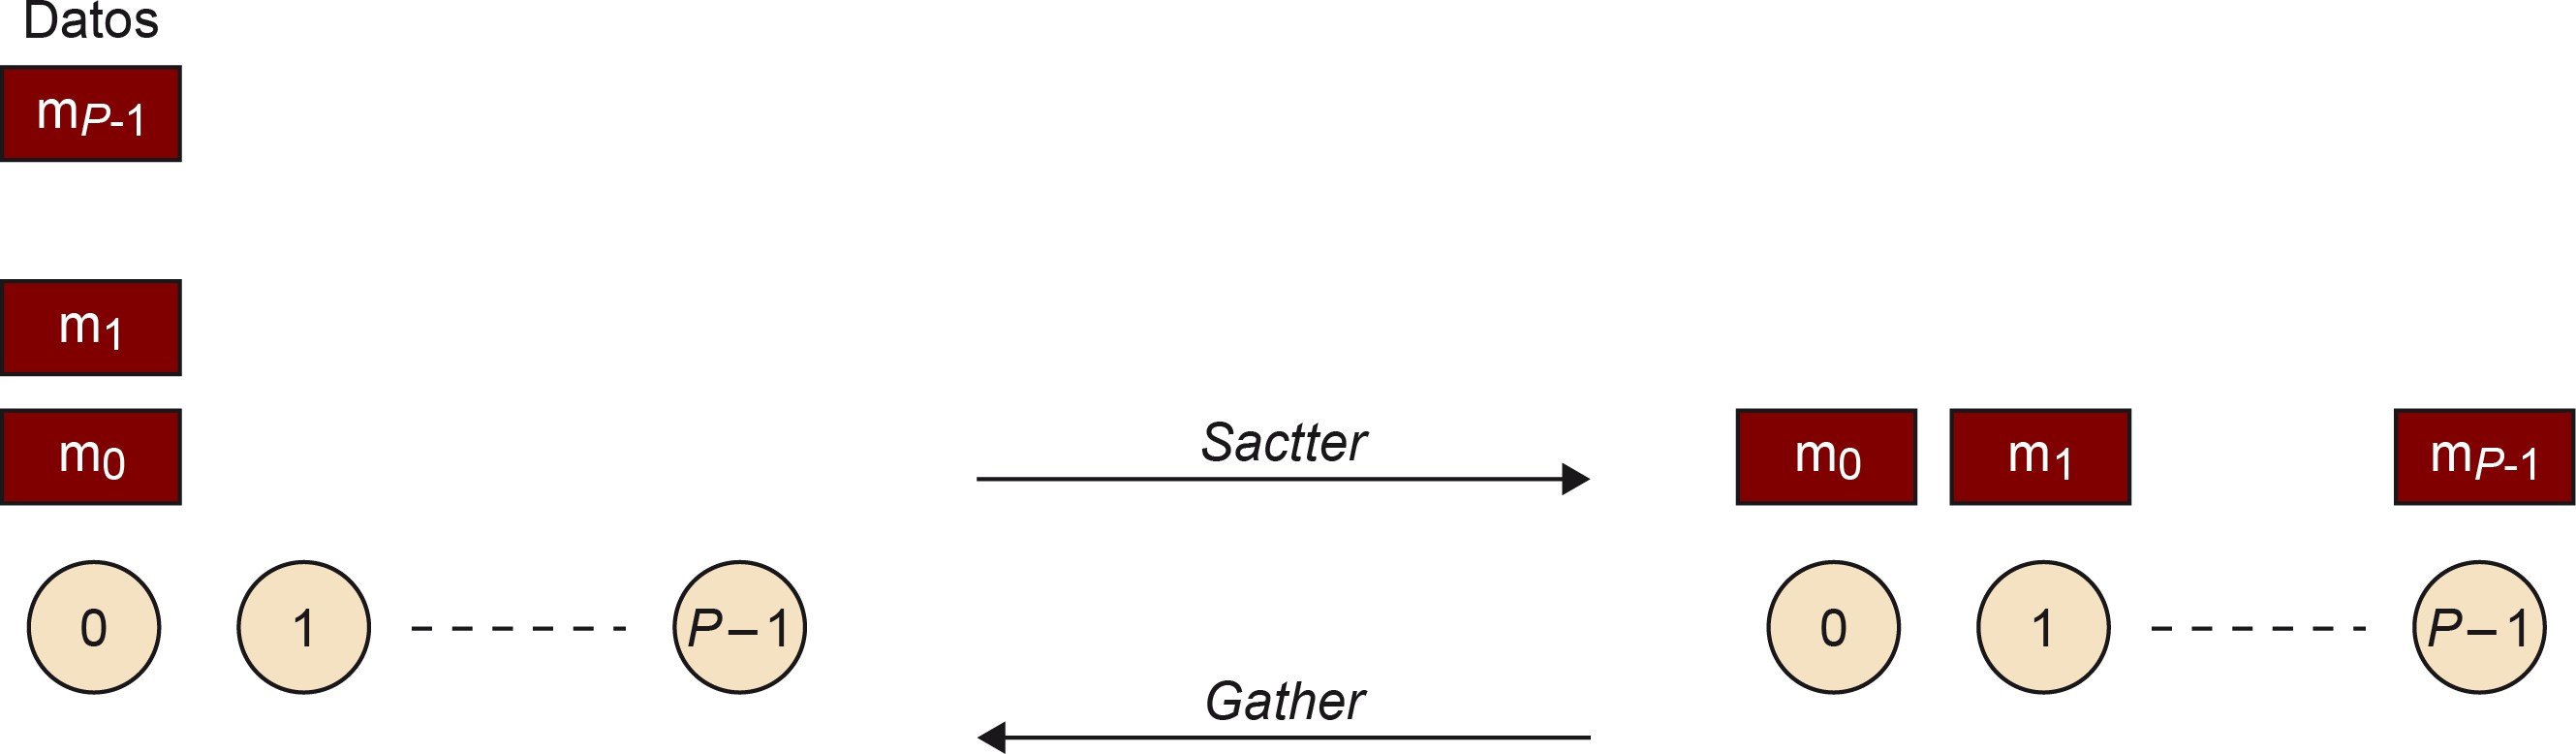 Datos
mP-1
m1
m0
Sactter
m0 m1 mP-1
0 1 P–1
0 1 P–1
Gather